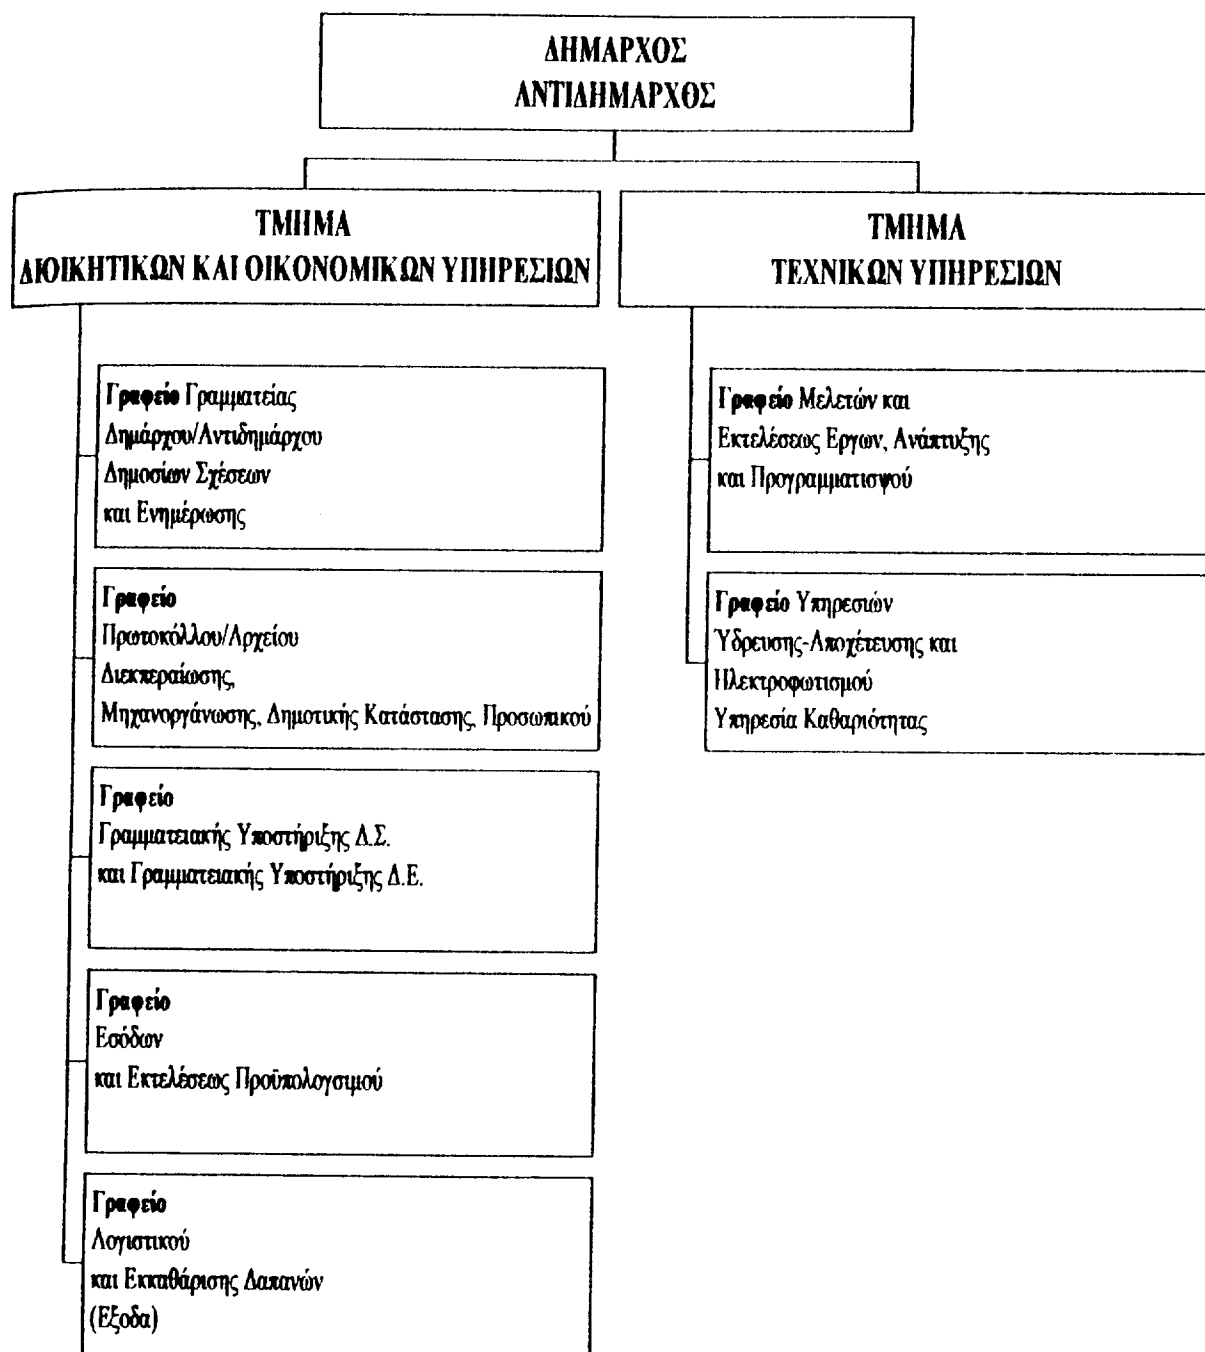 ΔΗΜΑΡΧΟΣ
ΑΝΤΙΔΗΜΑΡΧΟΣ
ΤΜΗΜΑ
ΔΙΟΙΚΗΤΙΚΩΝ ΚΑΙ ΟΙΚΟΝΟΜΙΚΩΝ ΥΠΗΡΕΣΙΩΝ
ΤΜΗΜΑ
ΤΕΧΝΙΚΩΝ ΥΠΗΡΕΣΙΩΝ
Γραφείο Γραμματείας
Δημάρχου/Αντιδημάρχου
Δημοσίων Σχέσεων
και Ενημέρωσης
Γραφείο
Πρωτοκόλλου/Αρχείου
Διεκπεραίωσης,
Μηχανοργάνωσης, Δημοτικής Κατάστασης, Προσωπικού
Γραφείο
Γραμματειακής Υποστήριξης Δ.Σ.
και Γραμματειακής Υποστήριξης Δ.Ε.
Γραφείο
Εσόδων
και Εκτελέσεως Προϋπολογσιμού
Γραφείο
Λογιστικού
και Εκκαθάρισης Δαπανών
(Εξοδα)
Γραφείο Μελετών και
Εκτελέσεως Εργων, Ανάπτυξης
και Προγραμματισμού
Γραφείο Υπηρεσιών
Ύδρευσης-Αποχέτευσης και
Ηλεκτροφωτισμού
Υπηρεσία Καθαριότητας